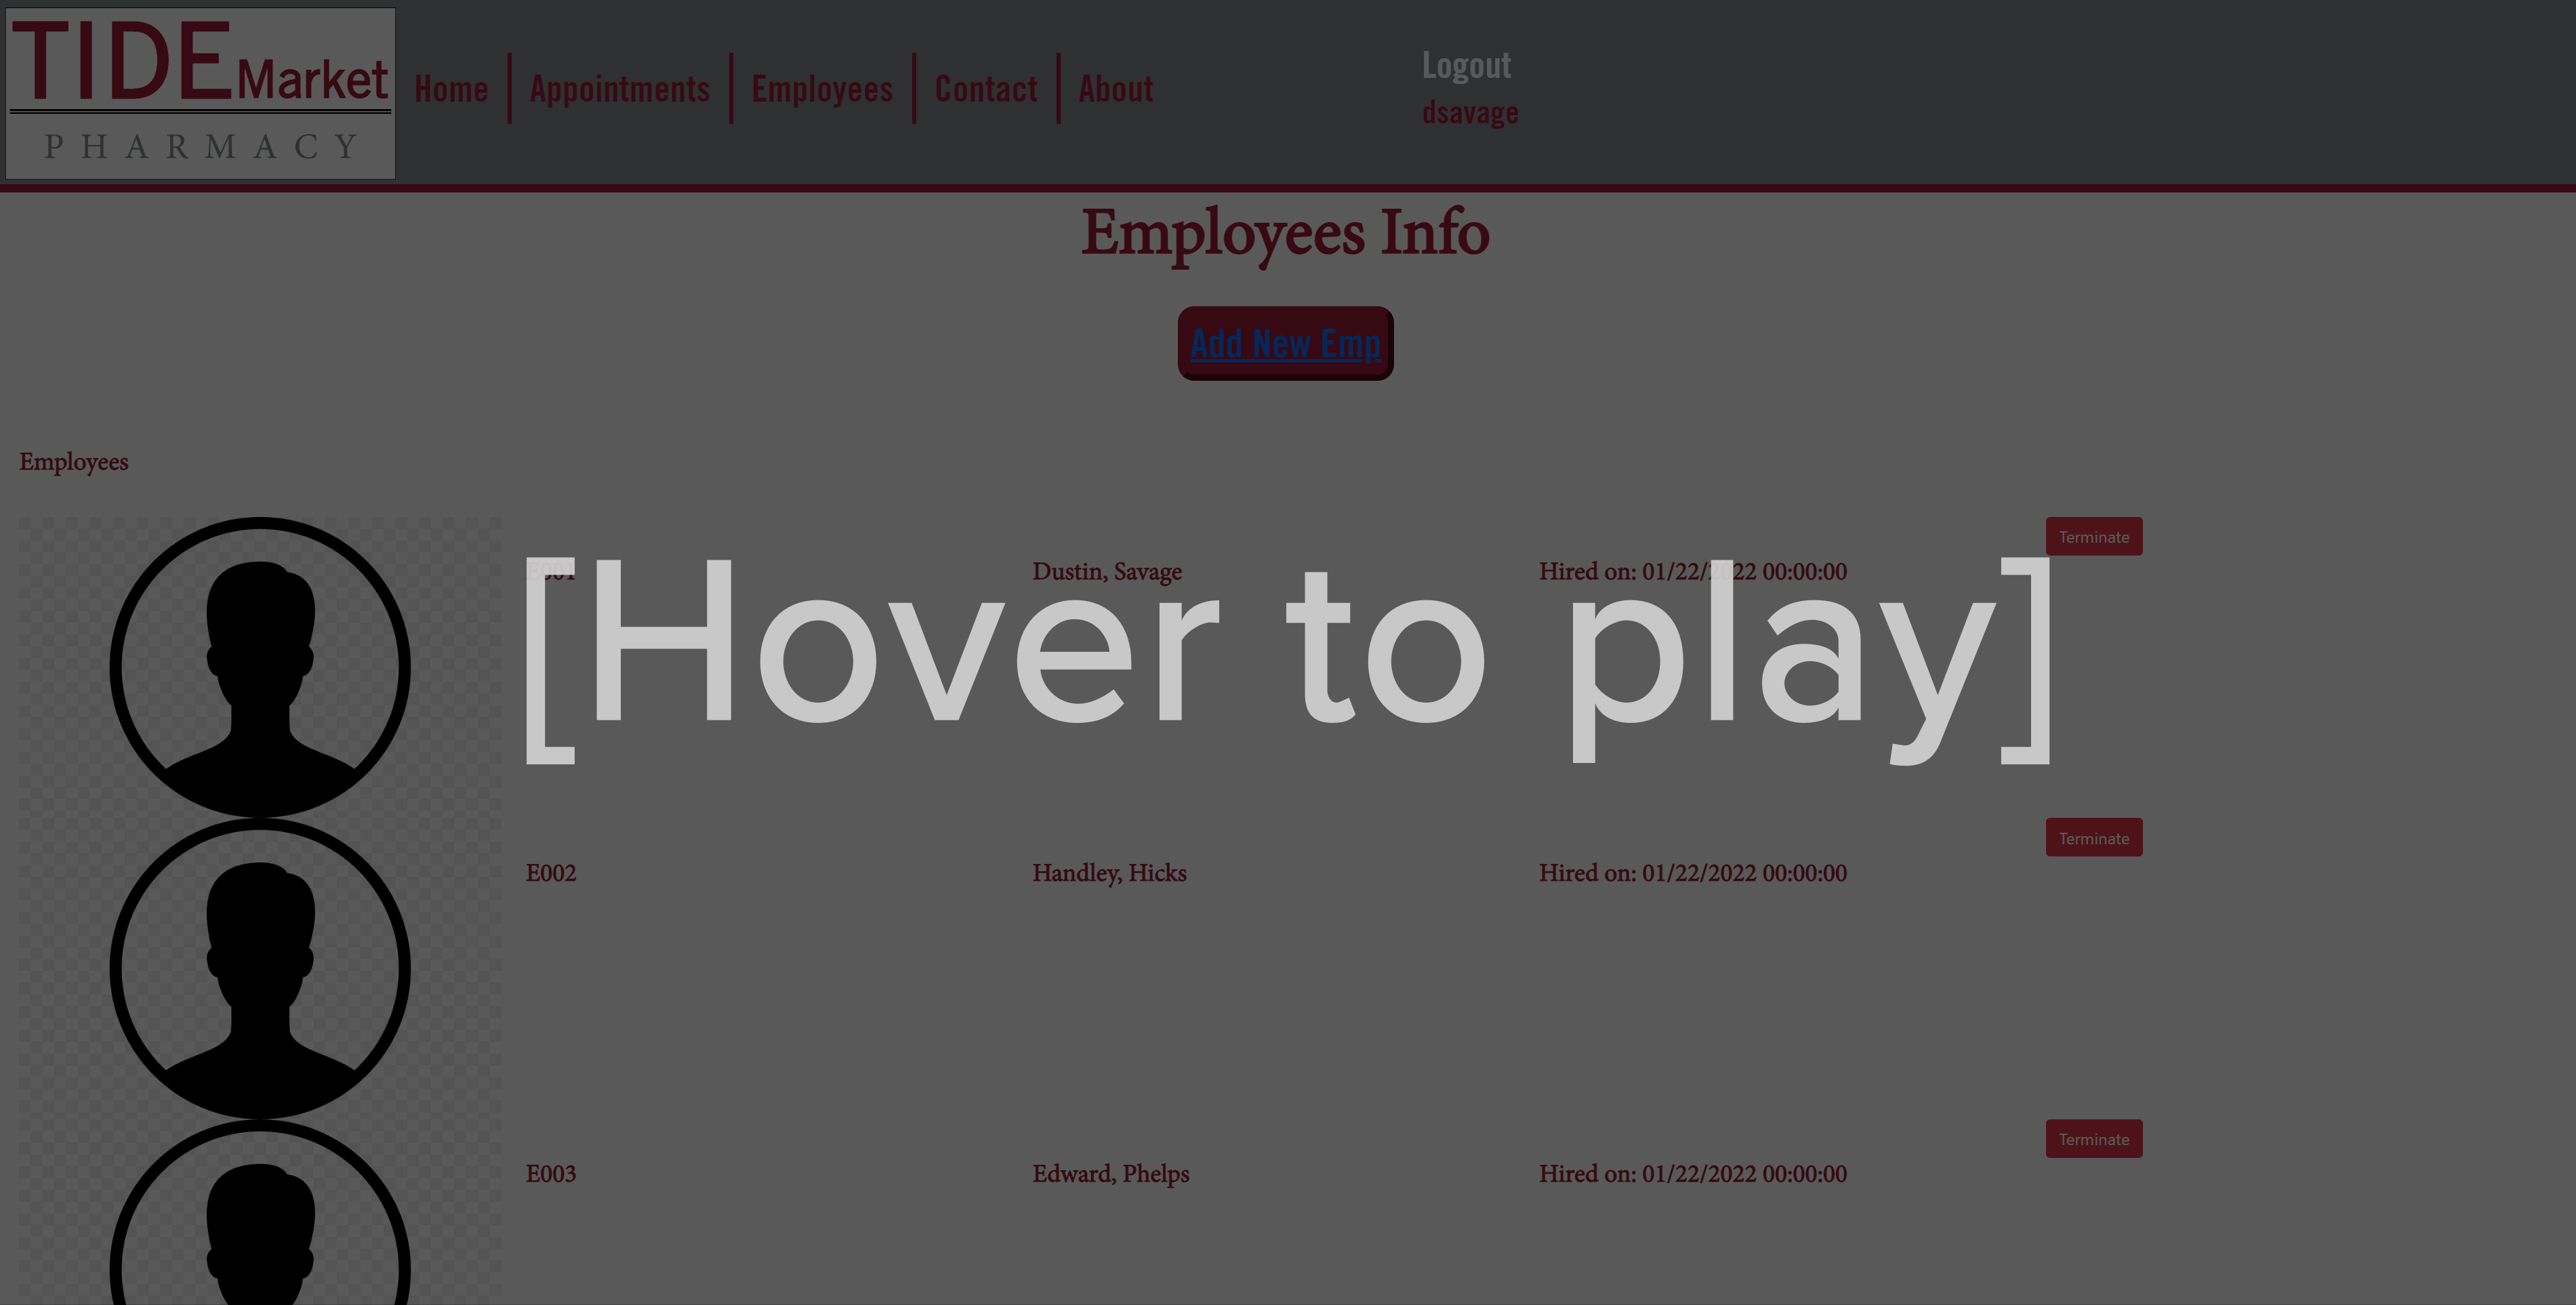 TIDE Market
PHARMACY
Home
Appointments
Employees
Contact
About
Logout
dsavage
Employees Info
Add New Emp
Employees
E001
Dustin, Savage
Hired on: 01/22/2022 00:00:00
Terminate
[Hover to play]
E002
Handley, Hicks
Hired on: 01/22/2022 00:00:00
Terminate
E003
Edward, Phelps
Hired on: 01/22/2022 00:00:00
Terminate